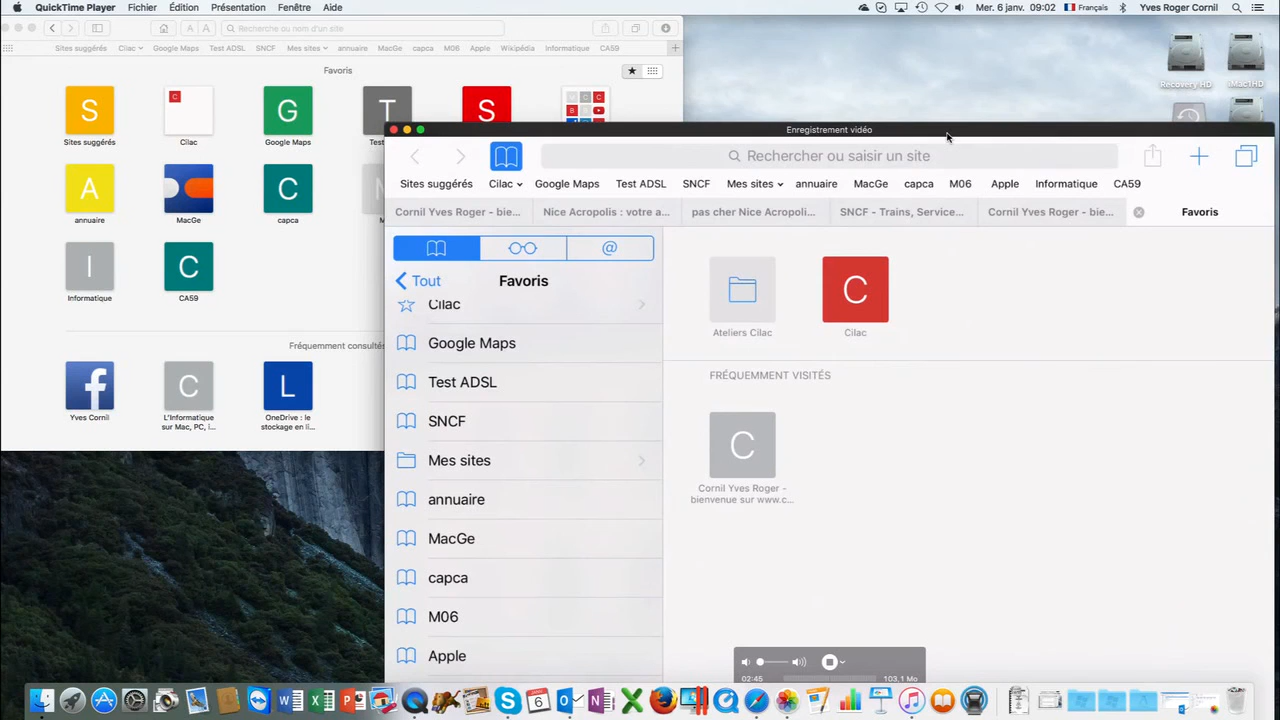 QuickTime Player Fichier Édition Présentation Fenêtre Aide Mer. 6 janv. 09:02 Français Yves Roger Cornil
Recherche ou nom d'un site
Sites suggérés Cilac Google Maps Test ADSL SNCF Mes sites annuaire MacGe capca M06 Apple Wikipédia Informatique CA59
Favoris
S C G T S
Sites suggérés Cilac Google Maps
A C
annuaire MacGe capca
I C
Informatique CA59
Fréquemment consultés
C L
Yves Cornil L'Informatique sur Mac, PC, i... OneDrive : le stockage en li...
Recovery HD iMac1THD
Enregistrement vidéo
Rechercher ou saisir un site
Sites suggérés Cilac Google Maps Test ADSL SNCF Mes sites annuaire MacGe capca M06 Apple Informatique CA59
Cornil Yves Roger - bie... Nice Acropolis : votre a... pas cher Nice Acropoli... SNCF - Trains, Service... Cornil Yves Roger - bie... Favoris
@
Tout Favoris
Cilac
Google Maps
Test ADSL
SNCF
Mes sites
annuaire
MacGe
capca
M06
Apple
C
Ateliers Cilac Cilac
FRÉQUEMMENT VISITÉS
C
Cornil Yves Roger -
bienvenue sur www.c...
02:45 103,1 Mo
6